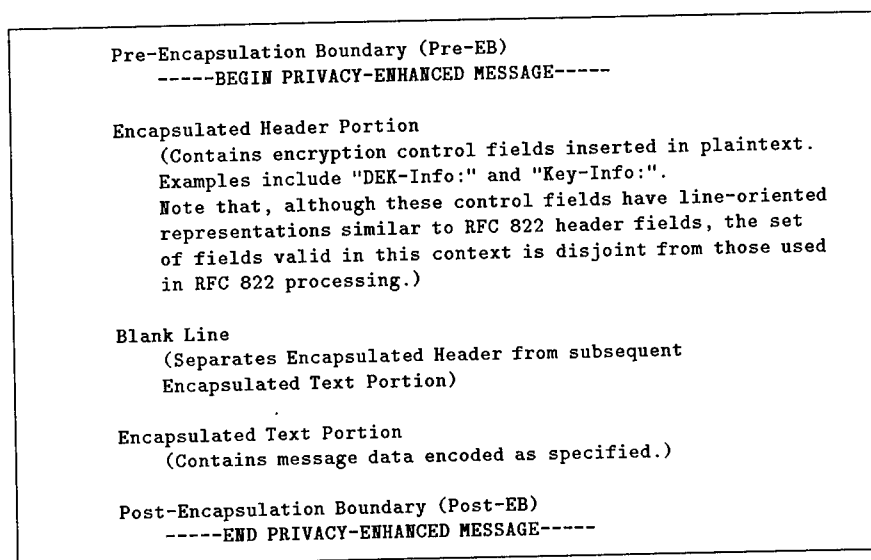 Pre-Encapsulation Boundary (Pre-EB)
-----BEGIN PRIVACY-ENHANCED MESSAGE-----
Encapsulated Header Portion
(Contains encryption control fields inserted in plaintext.
Examples include "DEK-Info:" and "Key-Info:".
Note that, although these control fields have line-oriented
representations similar to RFC 822 header fields, the set
of fields valid in this context is disjoint from those used
in RFC 822 processing.)
Blank Line
(Separates Encapsulated Header from subsequent
Encapsulated Text Portion)
Encapsulated Text Portion
(Contains message data encoded as specified.)
Post-Encapsulation Boundary (Post-EB)
-----END PRIVACY-ENHANCED MESSAGE-----